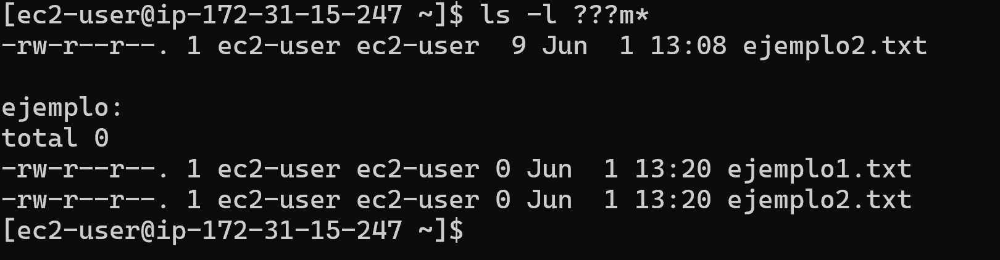 [ec2-user@ip-172-31-15-247 ~]$ ls -l ???m*
-rw-r--r--. 1 ec2-user ec2-user  9 Jun  1 13:08 ejemplo2.txt

ejemplo:
total 0
-rw-r--r--. 1 ec2-user ec2-user 0 Jun  1 13:20 ejemplo1.txt
-rw-r--r--. 1 ec2-user ec2-user 0 Jun  1 13:20 ejemplo2.txt
[ec2-user@ip-172-31-15-247 ~]$